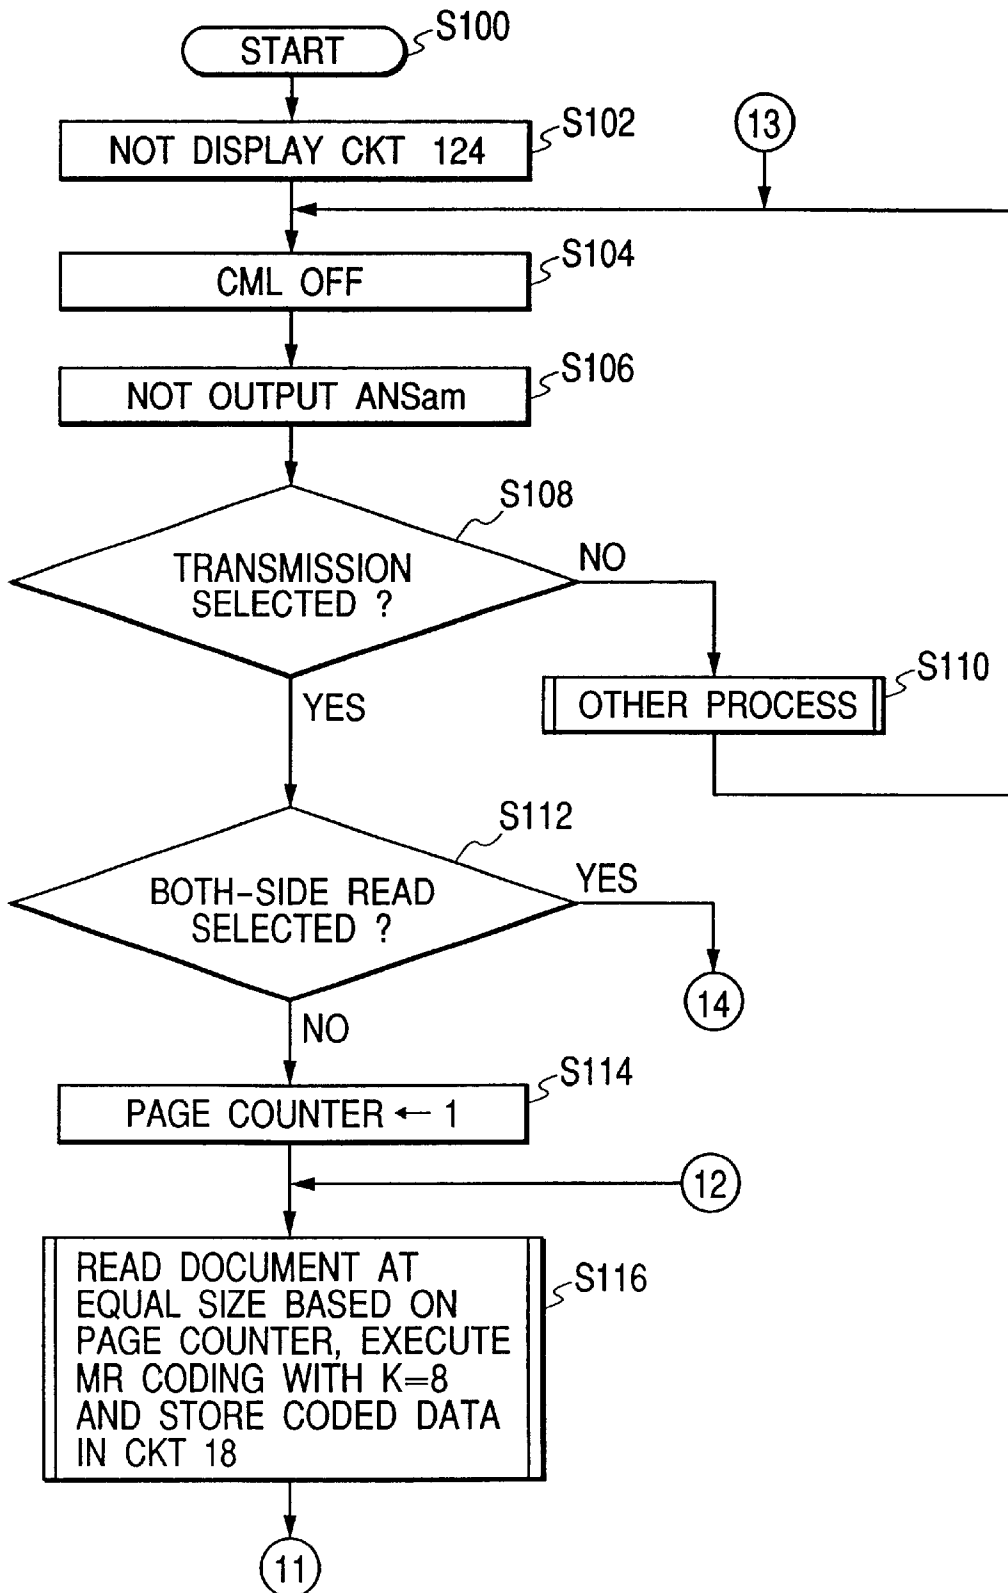 START
S100
NOT DISPLAY CKT 124
S102
13
CML OFF
S104
NOT OUTPUT ANSam
S106
TRANSMISSION
SELECTED ?
S108
NO
YES
OTHER PROCESS
S110
BOTH-SIDE READ
SELECTED ?
S112
YES
14
NO
PAGE COUNTER ← 1
S114
12
READ DOCUMENT AT
EQUAL SIZE BASED ON
PAGE COUNTER, EXECUTE
MR CODING WITH K=8
AND STORE CODED DATA
IN CKT 18
S116
11